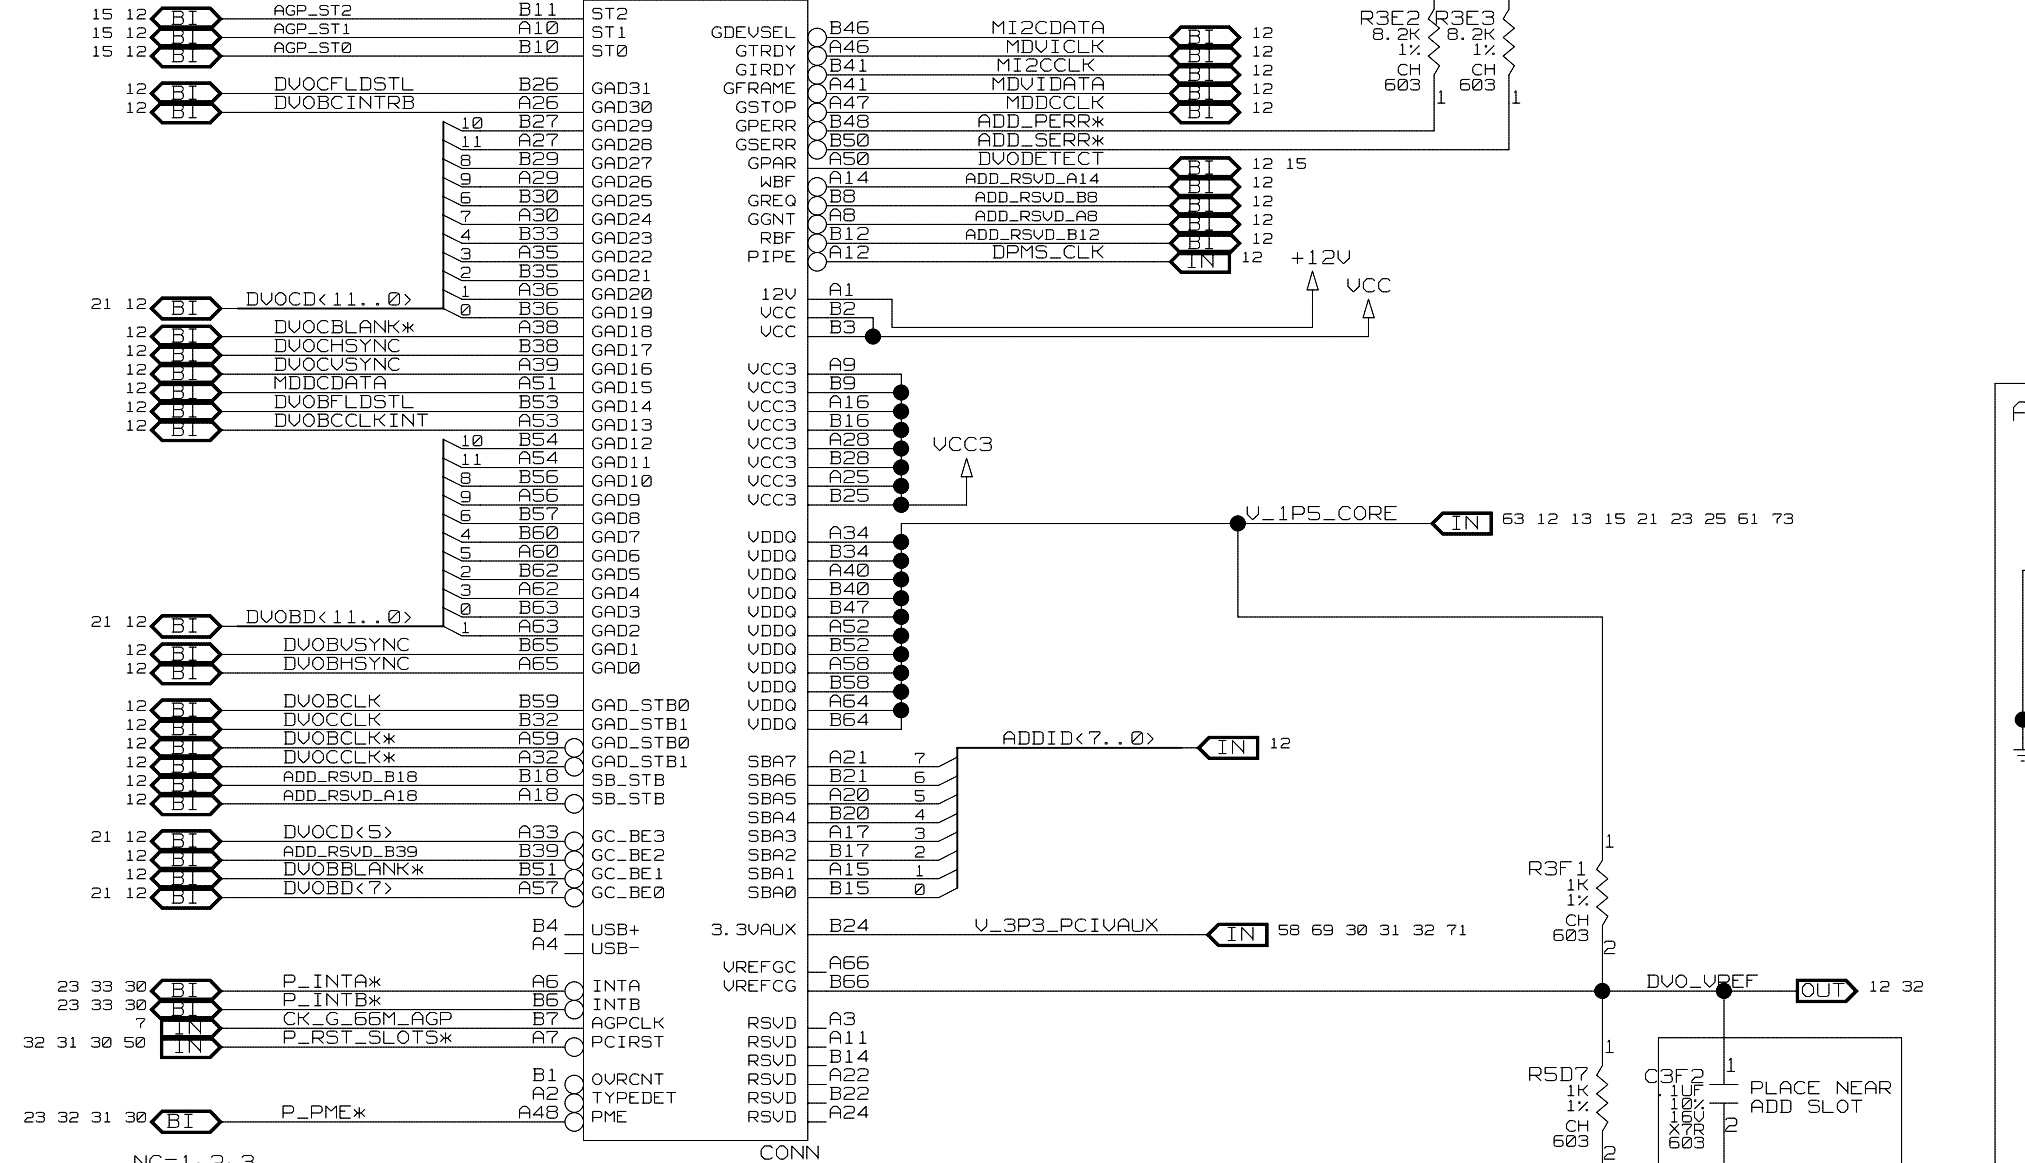 15 12 BI AGP_ST2 B11 ST2
15 12 BI AGP_ST1 A10 ST1
15 12 BI AGP_ST0 B10 ST0
12 BI DVOCFLDSTL B26 GAD31
12 BI DVOBCINTRB A26 GAD30
10 B27 GAD29
11 A27 GAD28
8 B29 GAD27
9 A29 GAD26
6 B30 GAD25
7 A30 GAD24
4 B33 GAD23
3 A35 GAD22
2 B35 GAD21
1 A36 GAD20
21 12 BI DVOCD<11..0> 0 B36 GAD19
12 BI DVOCBLANK* A38 GAD18
12 BI DVOCHSYNC B38 GAD17
12 BI DVOCVSYNC A39 GAD16
12 BI MDDCDATA A51 GAD15
12 BI DVOBFLDSTL B53 GAD14
12 BI DVOBCCLKINT A53 GAD13
10 B54 GAD12
11 A54 GAD11
8 B56 GAD10
9 A56 GAD9
6 B57 GAD8
4 B60 GAD7
5 A60 GAD6
2 B62 GAD5
3 A62 GAD4
0 B63 GAD3
21 12 BI DVOBD<11..0> 1 A63 GAD2
12 BI DVOBVSYNC B65 GAD1
12 BI DVOBHSYNC A65 GAD0
12 BI DVOBCLK B59 GAD_STB0
12 BI DVOCCLK B32 GAD_STB1
12 BI DVOBCLK* A59 GAD_STB0
12 BI DVOCCLK* A32 GAD_STB1
12 BI ADD_RSVD_B18 B18 SB_STB
12 BI ADD_RSVD_A18 A18 SB_STB
21 12 BI DVOCD<5> A33 GC_BE3
12 BI ADD_RSVD_B39 B39 GC_BE2
12 BI DVOBBLANK* B51 GC_BE1
21 12 BI DVOBD<7> A57 GC_BE0
B4 USB+
A4 USB-
23 33 30 BI P_INTA* A6 INTA
23 33 30 BI P_INTB* B6 INTB
7 IN CK_G_66M_AGP B7 AGPCLK
32 31 30 50 IN P_RST_SLOTS* A7 PCIRST
B1 OVRCNT
A2 TYPEDET
23 32 31 30 BI P_PME* A48 PME
GDEVSEL B46 MI2CDATA BI 12
GTRDY A46 MDVICLK BI 12
GIRDY B41 MI2CCLK BI 12
GFRAME A41 MDVIDATA BI 12
GSTOP A47 MDDCCLK BI 12
GPERR B48 ADD_PERR*
GSERR B50 ADD_SERR*
GPAR A50 DVODETECT BI 12 15
WBF A14 ADD_RSVD_A14 BI 12
GREQ B8 ADD_RSVD_B8 BI 12
GGNT A8 ADD_RSVD_A8 BI 12
RBF B12 ADD_RSVD_B12 BI 12
PIPE A12 DPMS_CLK IN 12
12V A1 +12V
VCC B2 VCC
VCC B3
VCC3 A9
VCC3 B9
VCC3 A16
VCC3 B16
VCC3 A28 VCC3
VCC3 B28
VCC3 A25
VCC3 B25
V_1P5_CORE IN 63 12 13 15 21 23 25 61 73
VDDQ A34
VDDQ B34
VDDQ A40
VDDQ B40
VDDQ B47
VDDQ A52
VDDQ B52
VDDQ A58
VDDQ B58
VDDQ A64
VDDQ B64
ADDID<7..0> IN 12
SBA7 A21 7
SBA6 B21 6
SBA5 A20 5
SBA4 B20 4
SBA3 A17 3
SBA2 B17 2
SBA1 A15 1
SBA0 B15 0
3.3VAUX B24 V_3P3_PCIVAUX IN 58 69 30 31 32 71
VREFGC A66
VREFCG B66 DVO_VREF OUT 12 32
RSVD A3
RSVD A11
RSVD B14
RSVD A22
RSVD B22
RSVD A24
CONN
R3E2 R3E3
8.2K 8.2K
1% 1%
CH CH
603 603
1 1
1
R3F1
1K
1%
CH
603
2
1
R5D7
1K
1%
CH
603
2
C3F2 1
.1UF
10%
16V
X7R
603
2
PLACE NEAR
ADD SLOT